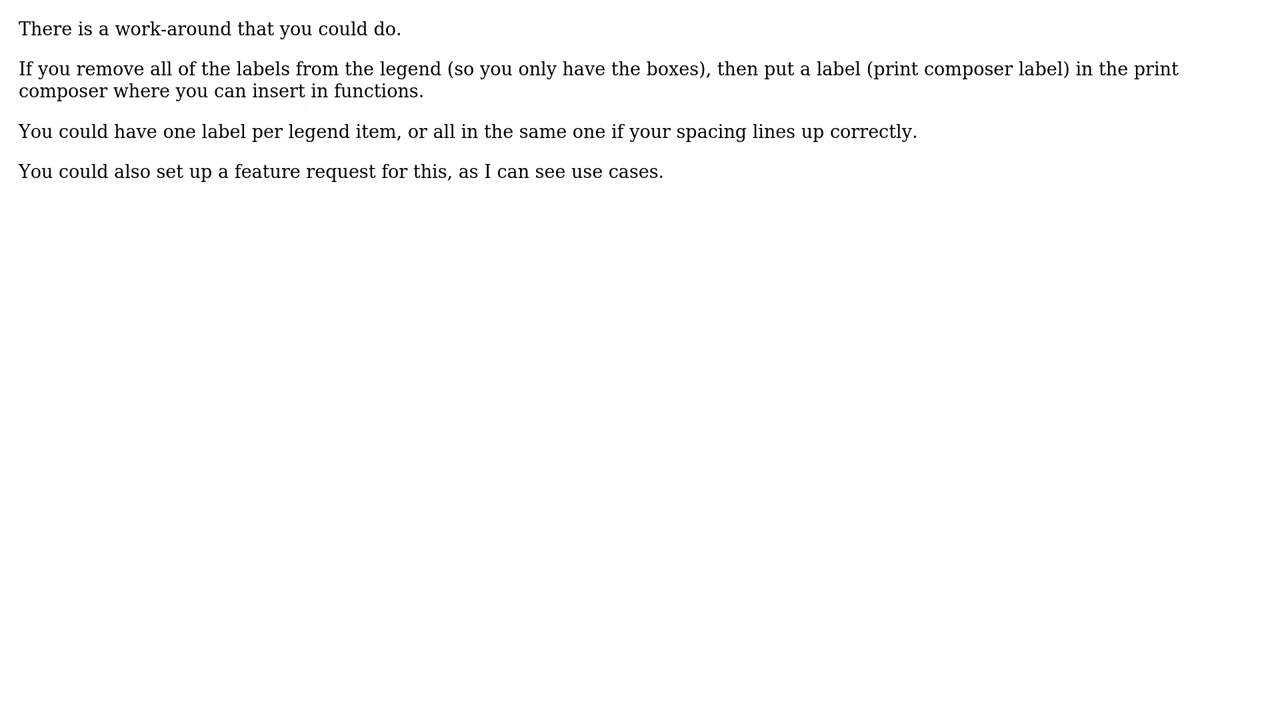 There is a work-around that you could do.
If you remove all of the labels from the legend (so you only have the boxes), then put a label (print composer label) in the print
composer where you can insert in functions.
You could have one label per legend item, or all in the same one if your spacing lines up correctly.
You could also set up a feature request for this, as I can see use cases.